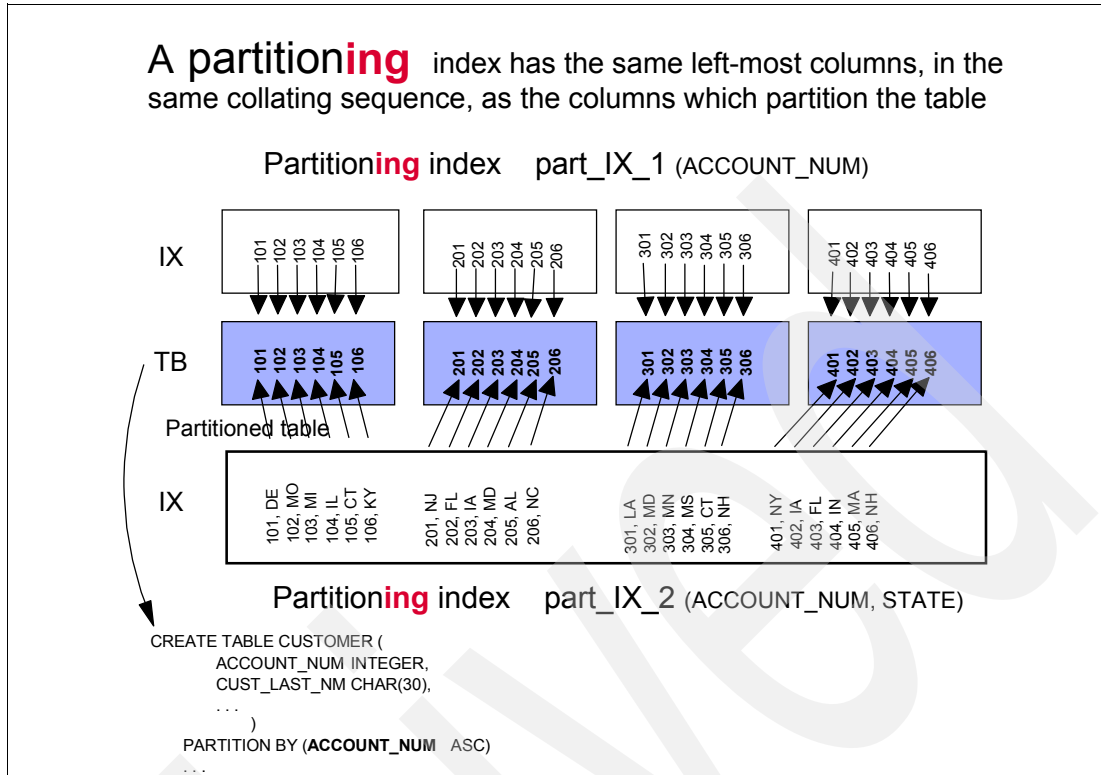 A partitioning index has the same left-most columns, in the
same collating sequence, as the columns which partition the table
Partitioning index part_IX_1 (ACCOUNT_NUM)
IX
101
102
103
104
105
106
201
202
203
204
205
206
301
302
303
304
305
306
401
402
403
404
405
406
TB
101
102
103
104
105
106
201
202
203
204
205
206
301
302
303
304
305
306
401
402
403
404
405
406
Partitioned table
IX
101, DE
102, MO
103, MI
104, IL
105, CT
106, KY
201, NJ
202, FL
203, IA
204, MD
205, AL
206, NC
301, LA
302, MD
303, MN
304, MS
305, CT
306, NH
401, NY
402, IA
403, FL
404, IN
405, MA
406, NH
Partitioning index part_IX_2 (ACCOUNT_NUM, STATE)
CREATE TABLE CUSTOMER (
ACCOUNT_NUM INTEGER,
CUST_LAST_NM CHAR(30),
. . .
)
PARTITION BY (ACCOUNT_NUM ASC)
. . .